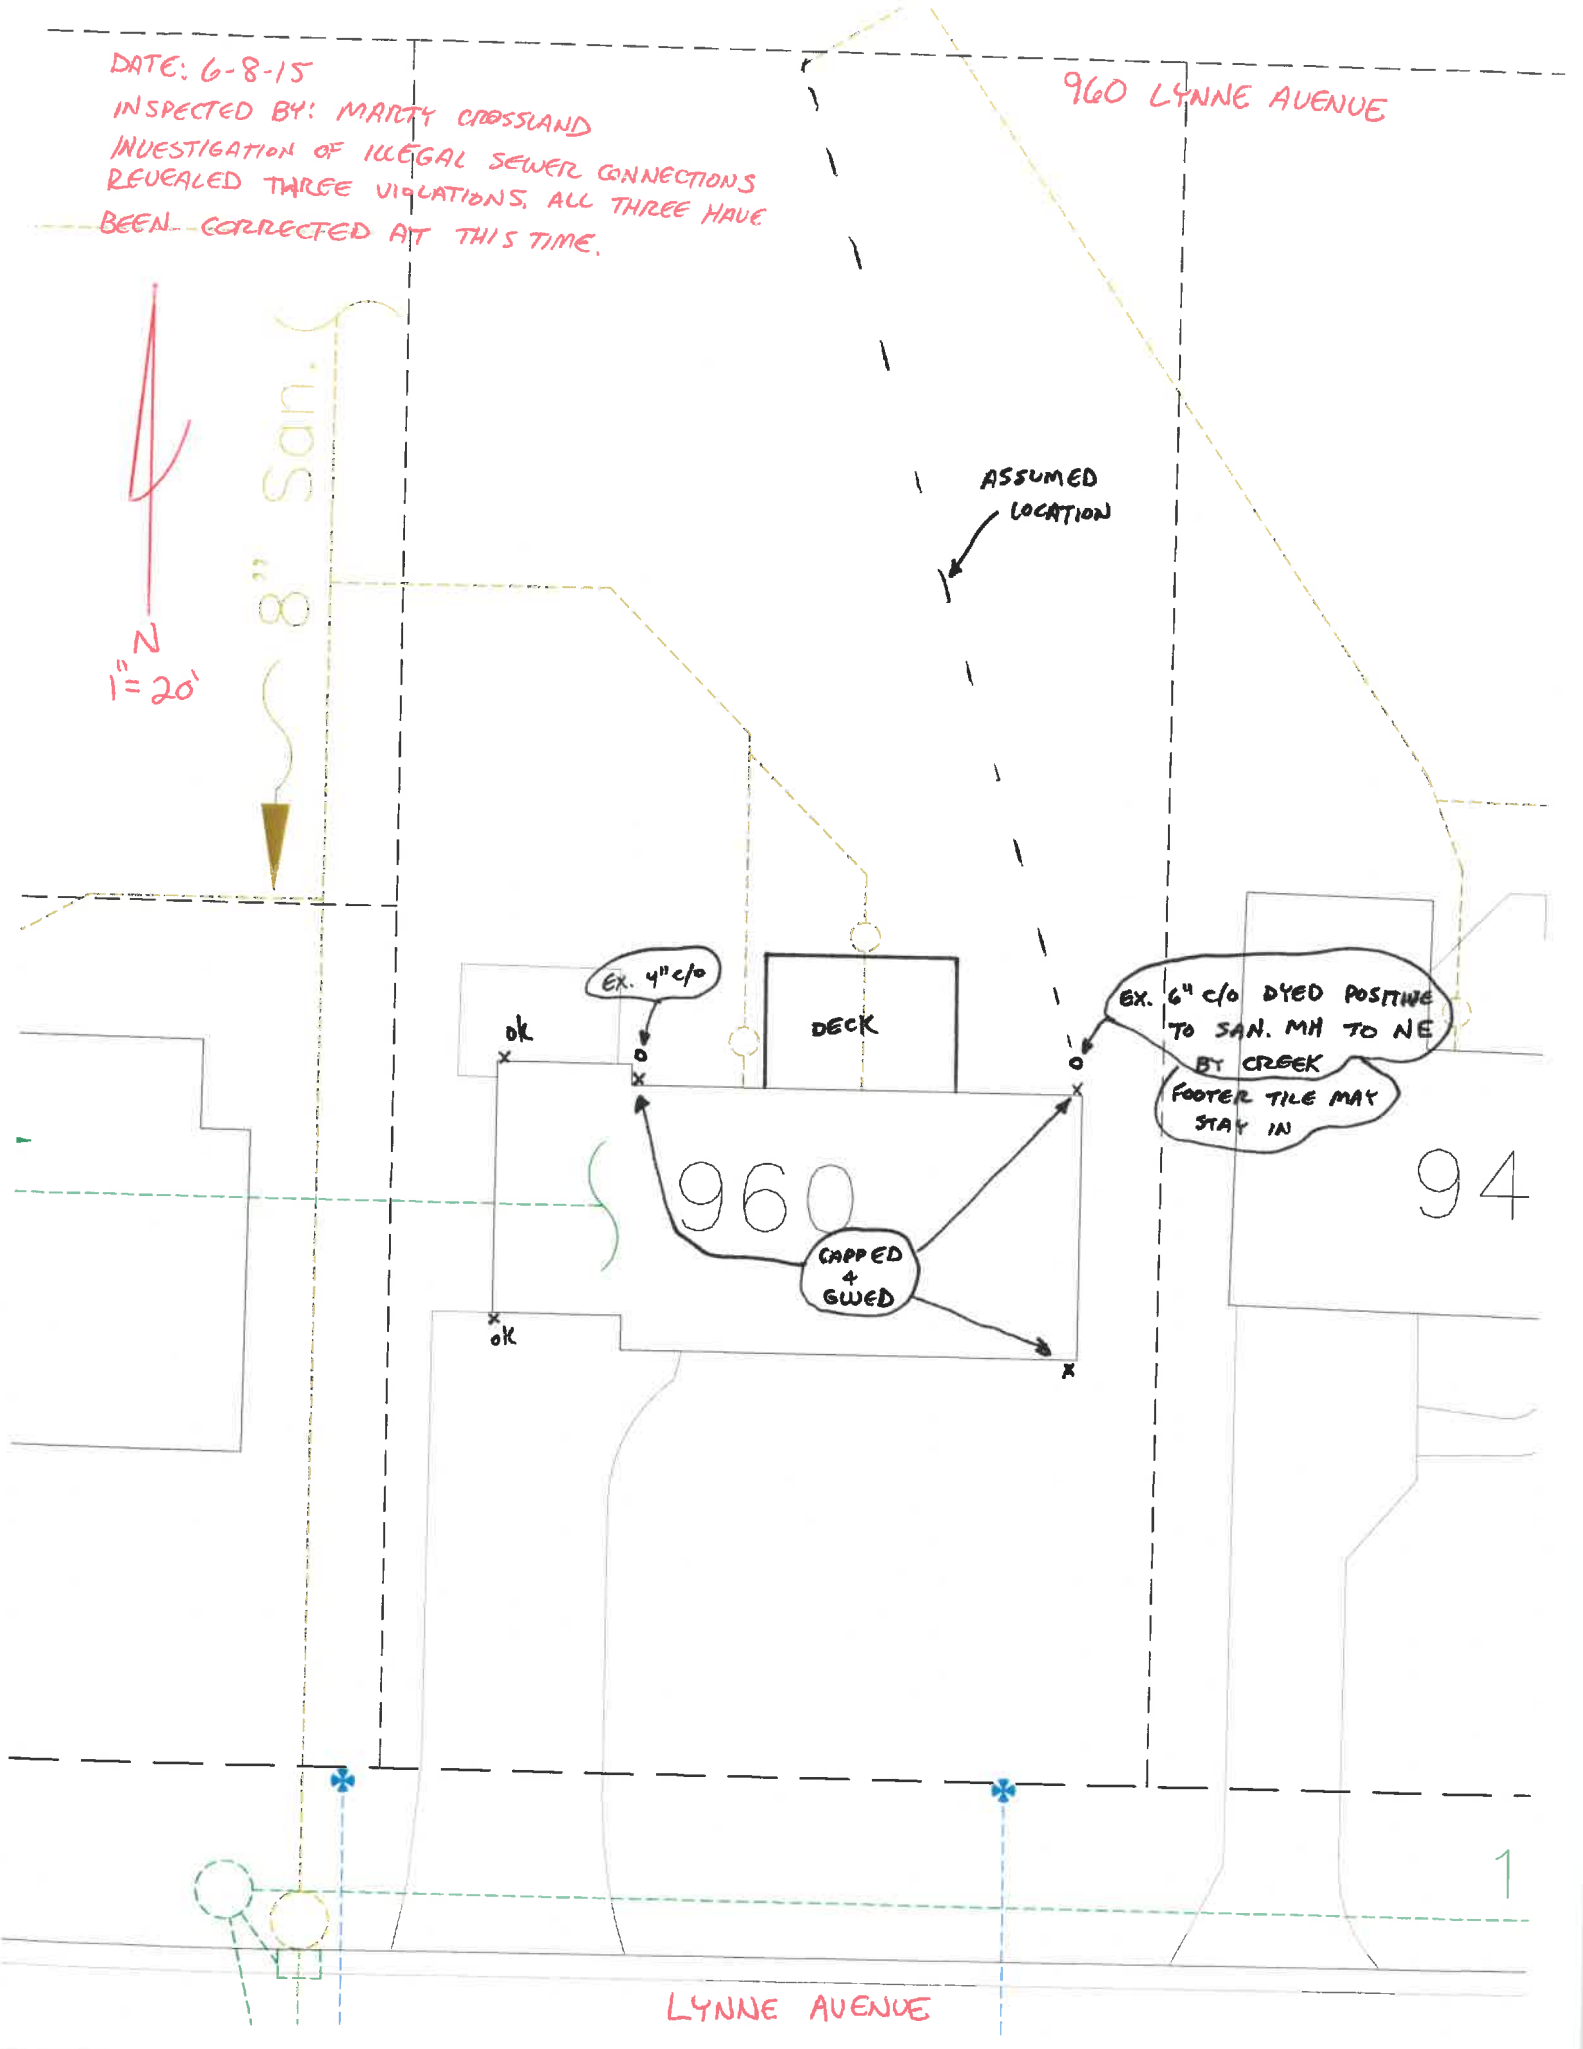 DATE: 6-8-15
INSPECTED BY: MARTY CROSSLAND
INVESTIGATION OF ILLEGAL SEWER CONNECTIONS
REVEALED THREE VIOLATIONS. ALL THREE HAVE
BEEN CORRECTED AT THIS TIME.
960 LYNNE AVENUE
8" San.
N
1"=20'
ASSUMED
LOCATION
EX. 4" c/o
ok
DECK
EX. 6" c/o DYED POSITIVE
TO SAN. MH TO NE
BY CREEK
FOOTER TILE MAY
STAY IN
960
94
CAPPED
&
GLUED
ok
1
LYNNE AVENUE